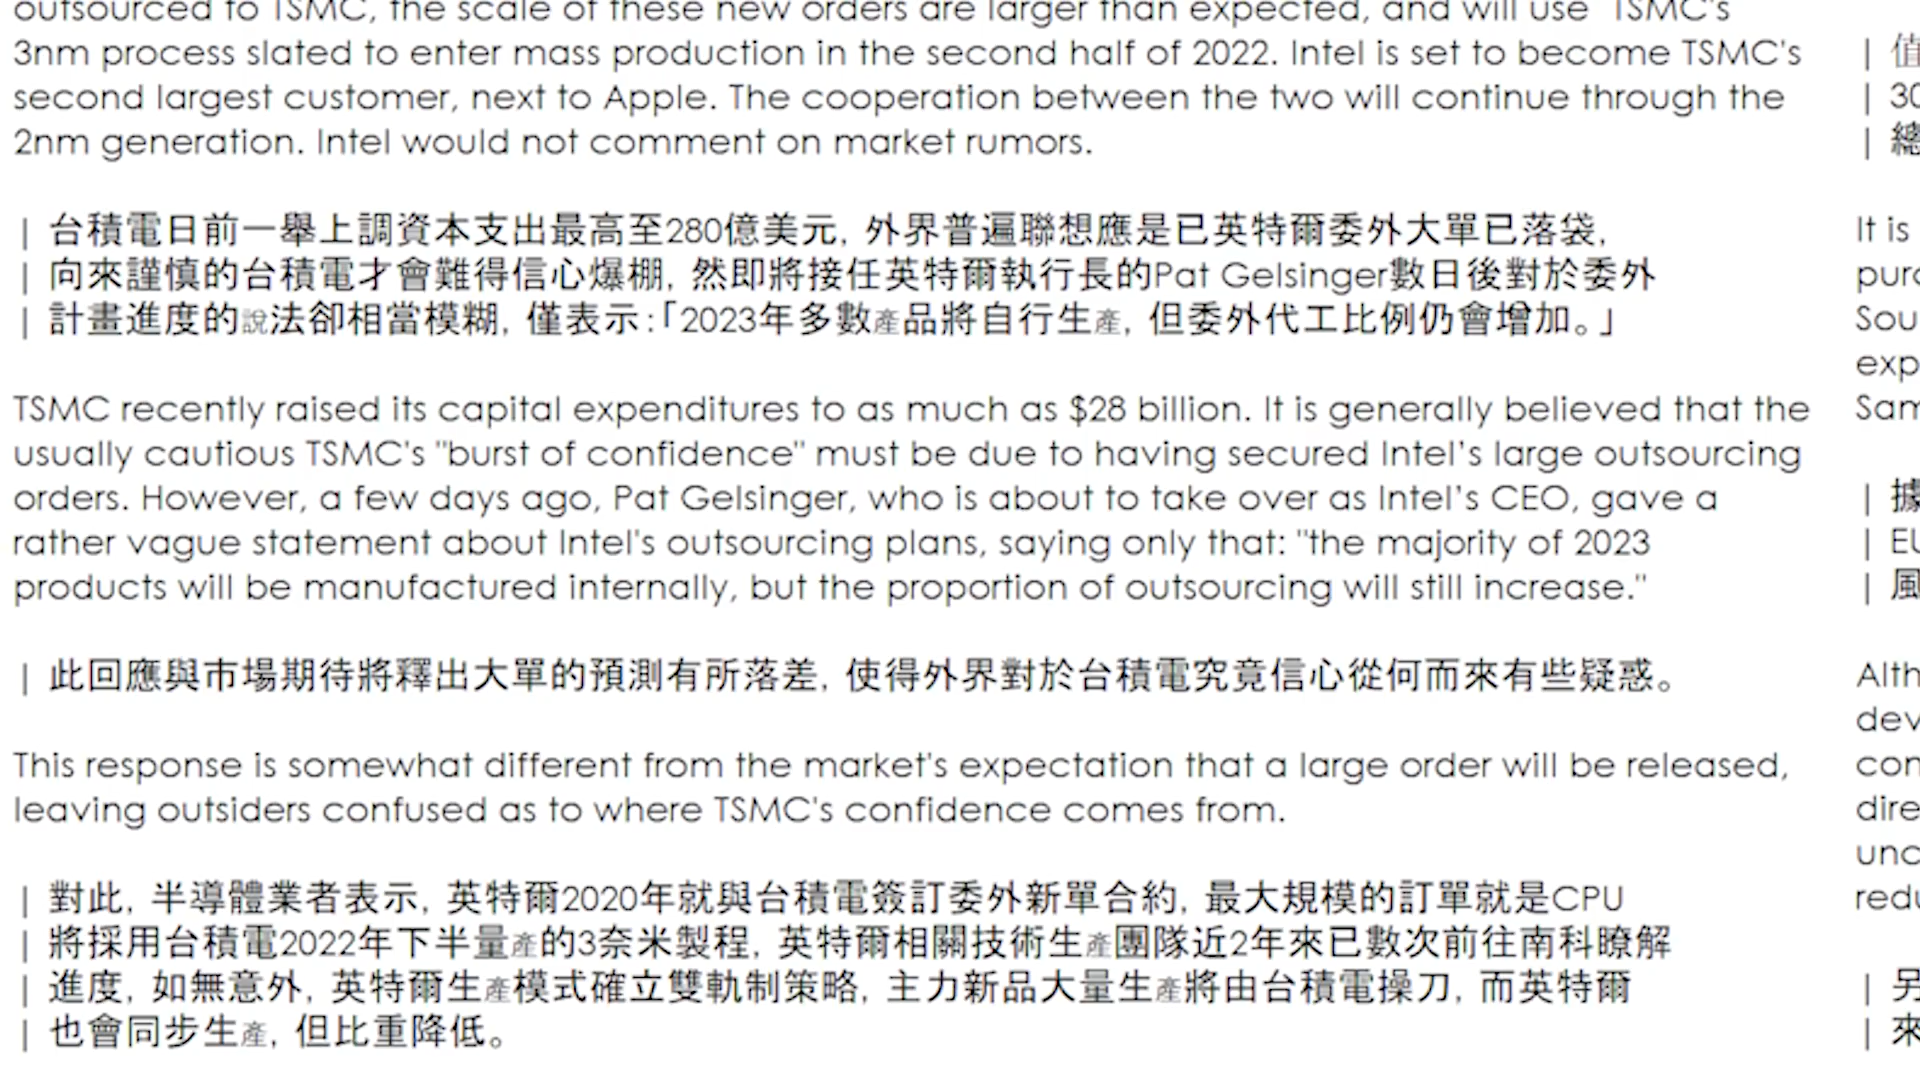 outsourced to TSMC, the scale of these new orders are larger than expected, and will use TSMC's
3nm process slated to enter mass production in the second half of 2022. Intel is set to become TSMC's
second largest customer, next to Apple. The cooperation between the two will continue through the
2nm generation. Intel would not comment on market rumors.
| 台積電日前一舉上調資本支出最高至280億美元, 外界普遍聯想應是已英特爾委外大單已落袋,
| 向來謹慎的台積電才會難得信心爆棚, 然即將接任英特爾執行長的Pat Gelsinger數日後對於委外
| 計畫進度的說法卻相當模糊, 僅表示:「2023年多數產品將自行生產, 但委外代工比例仍會增加。」
TSMC recently raised its capital expenditures to as much as $28 billion. It is generally believed that the
usually cautious TSMC's "burst of confidence" must be due to having secured Intel's large outsourcing
orders. However, a few days ago, Pat Gelsinger, who is about to take over as Intel's CEO, gave a
rather vague statement about Intel's outsourcing plans, saying only that: "the majority of 2023
products will be manufactured internally, but the proportion of outsourcing will still increase."
| 此回應與市場期待將釋出大單的預測有所落差, 使得外界對於台積電究竟信心從何而來有些疑惑。
This response is somewhat different from the market's expectation that a large order will be released,
leaving outsiders confused as to where TSMC's confidence comes from.
| 對此, 半導體業者表示, 英特爾2020年就與台積電簽訂委外新單合約, 最大規模的訂單就是CPU
| 將採用台積電2022年下半量產的3奈米製程, 英特爾相關技術生產團隊近2年來已數次前往南科瞭解
| 進度, 如無意外, 英特爾生產模式確立雙軌制策略, 主力新品大量生產將由台積電操刀, 而英特爾
| 也會同步生產, 但比重降低。
| 值
| 30
| 總
It is
purc
Sou
exp
Sam
| 據
| EU
| 風
Alth
dev
con
dire
unc
redu
| 另
| 來